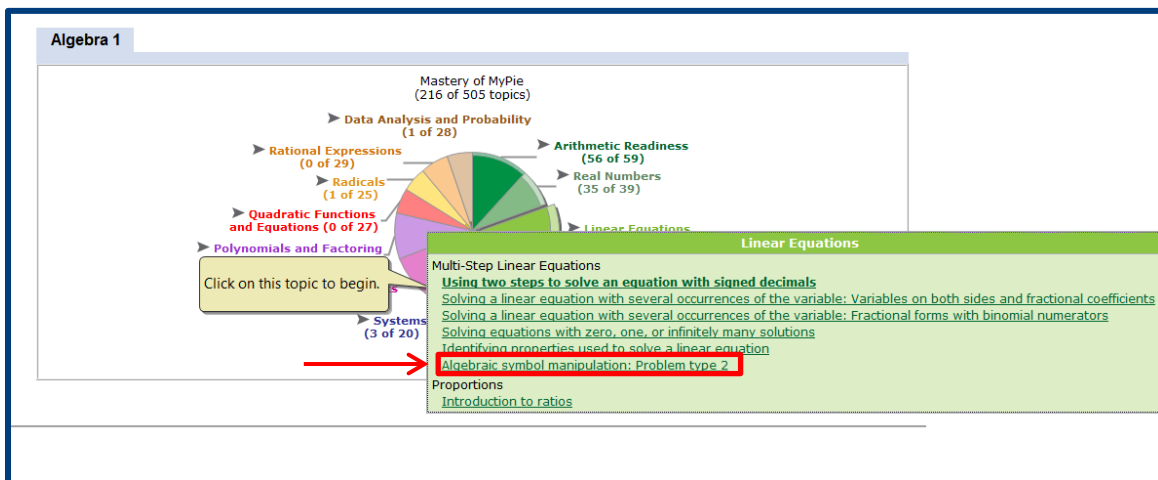 Algebra 1
Mastery of MyPie
(216 of 505 topics)
Data Analysis and Probability
(1 of 28)
Rational Expressions
(0 of 29)
Arithmetic Readiness
(56 of 59)
Radicals
(1 of 25)
Real Numbers
(35 of 39)
Quadratic Functions
and Equations (0 of 27)
Linear Equations
Polynomials and Factoring
Click on this topic to begin.
Systems
(3 of 20)
Linear Equations
Multi-Step Linear Equations
Using two steps to solve an equation with signed decimals
Solving a linear equation with several occurrences of the variable: Variables on both sides and fractional coefficients
Solving a linear equation with several occurrences of the variable: Fractional forms with binomial numerators
Solving equations with zero, one, or infinitely many solutions
Identifying properties used to solve a linear equation
Algebraic symbol manipulation: Problem type 2
Proportions
Introduction to ratios